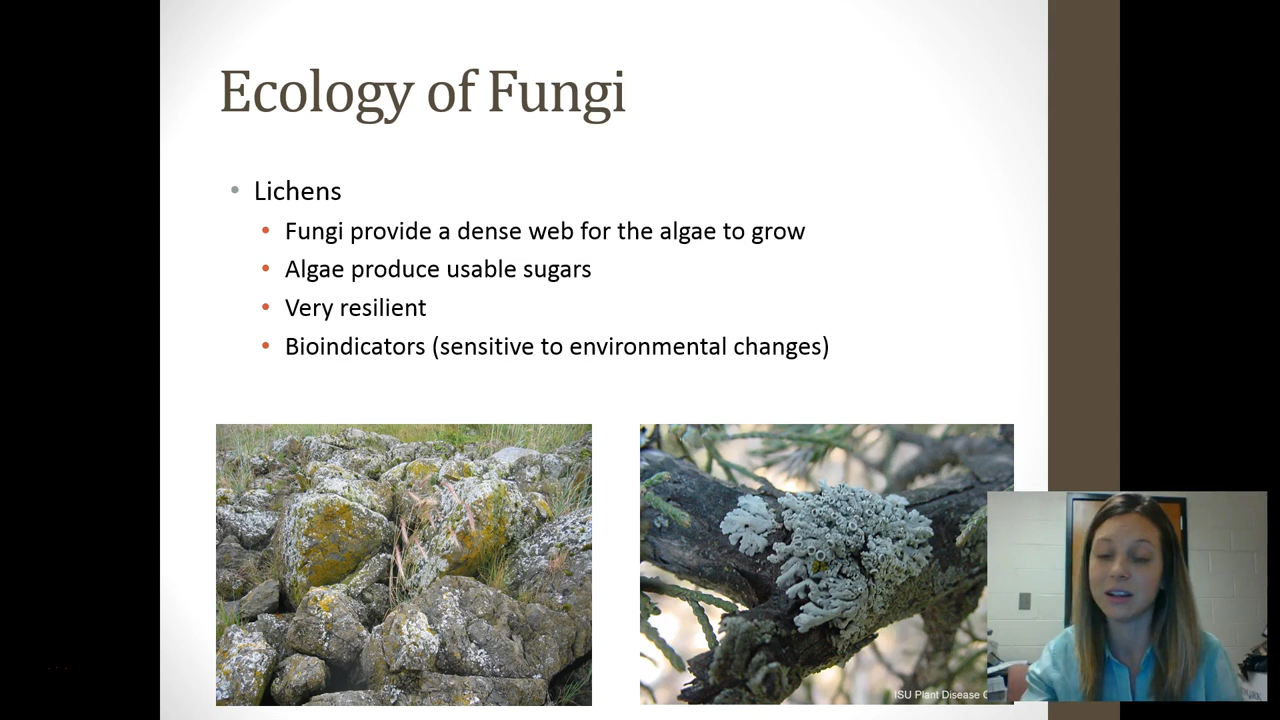 Ecology of Fungi
Lichens
Fungi provide a dense web for the algae to grow
Algae produce usable sugars
Very resilient
Bioindicators (sensitive to environmental changes)
ISU Plant Disease